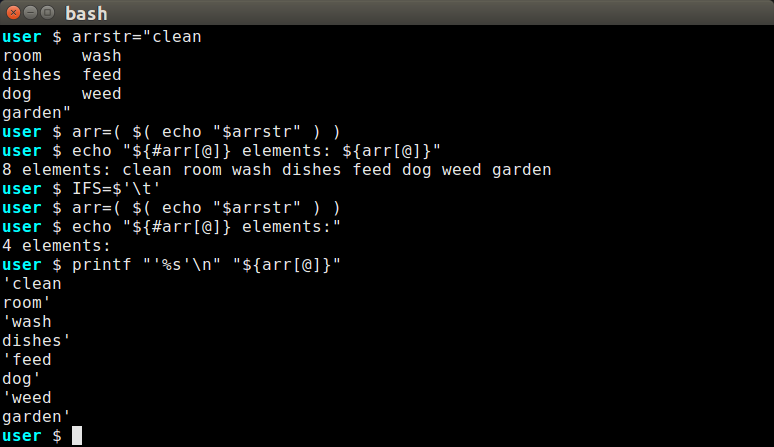 bash
user $ arrstr="clean
room    wash
dishes  feed
dog     weed
garden"
user $ arr=( $( echo "$arrstr" ) )
user $ echo "${#arr[@]} elements: ${arr[@]}"
8 elements: clean room wash dishes feed dog weed garden
user $ IFS=$'\t'
user $ arr=( $( echo "$arrstr" ) )
user $ echo "${#arr[@]} elements:"
4 elements:
user $ printf "'%s'\n" "${arr[@]}"
'clean
room'
'wash
dishes'
'feed
dog'
'weed
garden'
user $